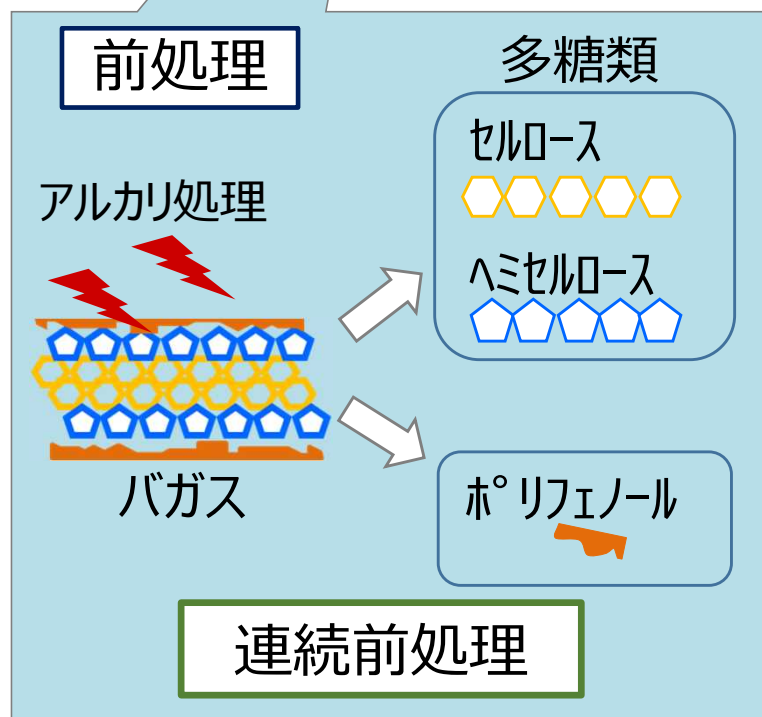 前処理
多糖類
セルロース
アルカリ処理
ヘミセルロース
バガス
ポリフェノール
連続前処理